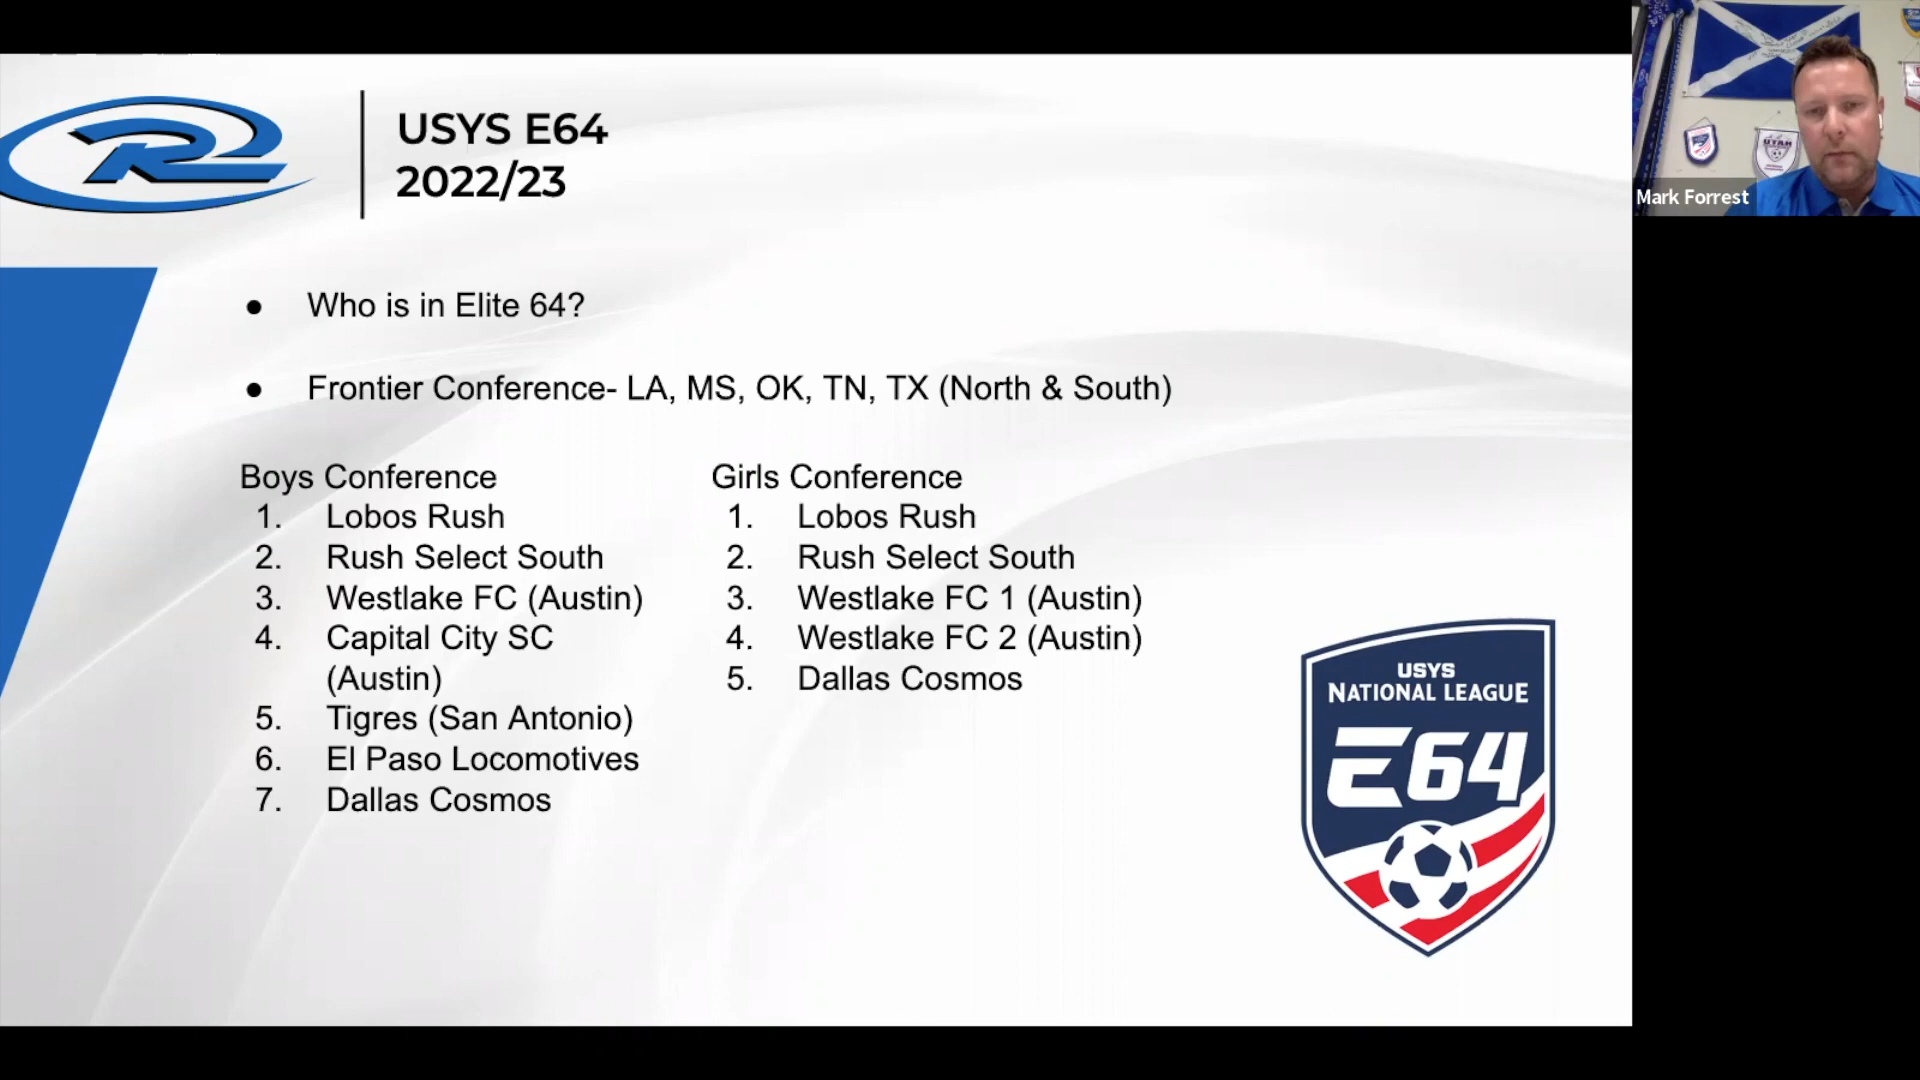 USYS E64
2022/23
● Who is in Elite 64?
● Frontier Conference- LA, MS, OK, TN, TX (North & South)
Boys Conference
1. Lobos Rush
2. Rush Select South
3. Westlake FC (Austin)
4. Capital City SC
(Austin)
5. Tigres (San Antonio)
6. El Paso Locomotives
7. Dallas Cosmos
Girls Conference
1. Lobos Rush
2. Rush Select South
3. Westlake FC 1 (Austin)
4. Westlake FC 2 (Austin)
5. Dallas Cosmos
USYS
NATIONAL LEAGUE
E64
UTAH
Mark Forrest